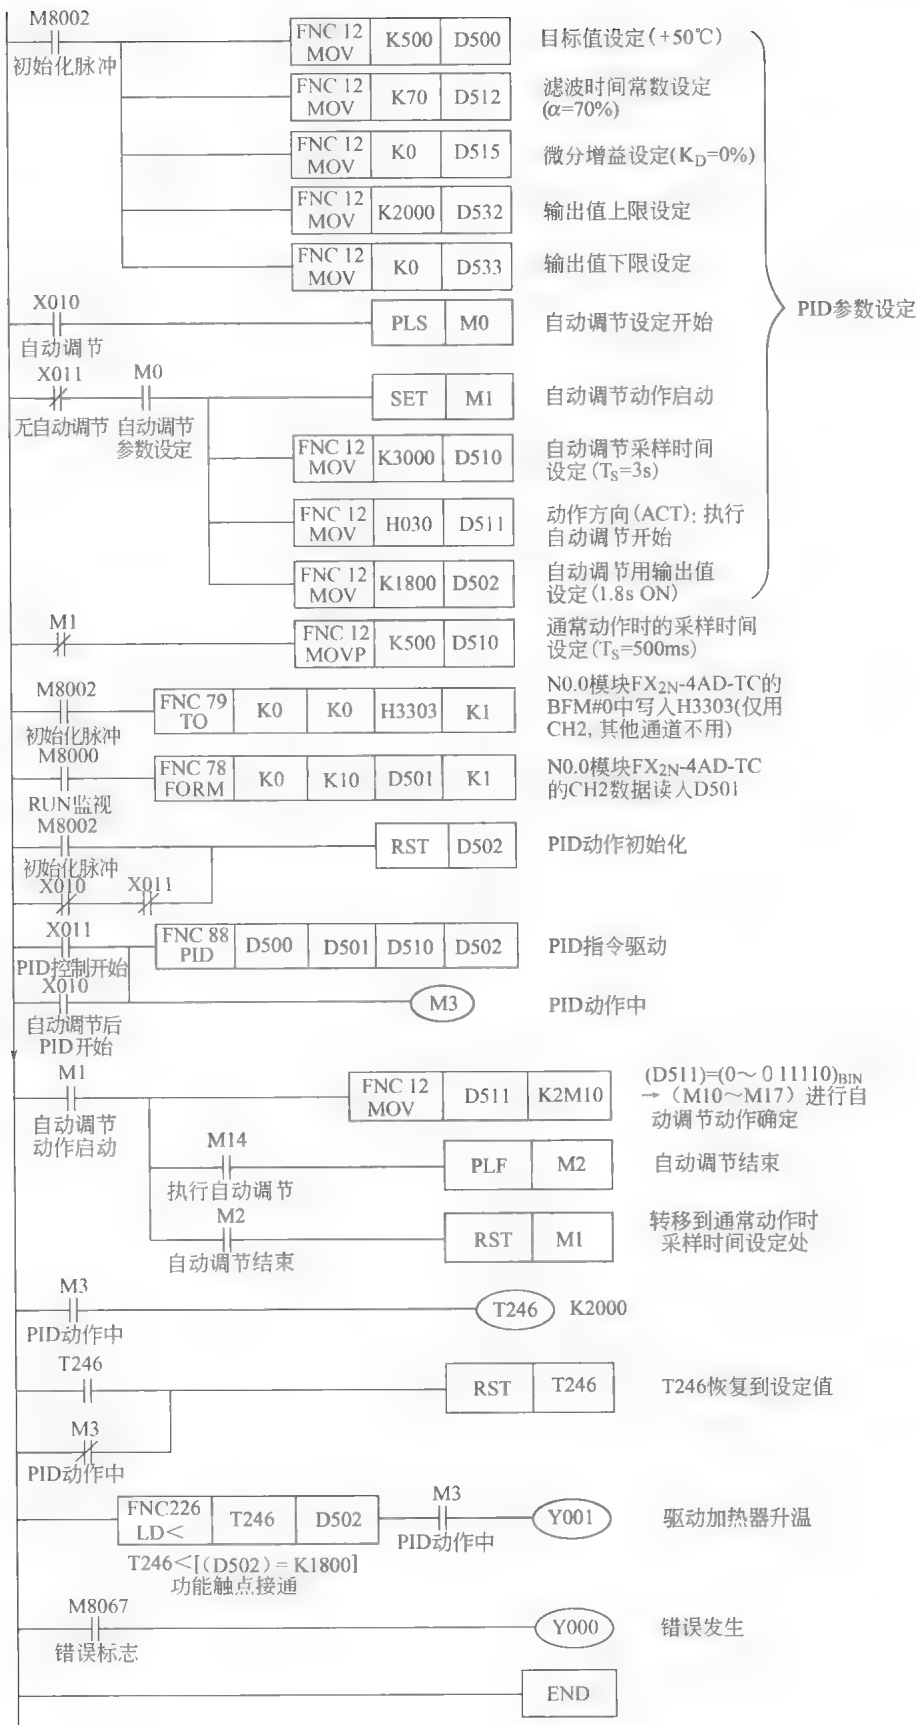 M8002
初始化脉冲
FNC 12
MOV K500 D500
目标值设定(+50℃)
FNC 12
MOV K70 D512
滤波时间常数设定
(α=70%)
FNC 12
MOV K0 D515
微分增益设定(KD=0%)
FNC 12
MOV K2000 D532
输出值上限设定
FNC 12
MOV K0 D533
输出值下限设定
PID参数设定
X010
自动调节
PLS M0
自动调节设定开始
X011 M0
无自动调节 自动调节
参数设定
SET M1
自动调节动作启动
FNC 12
MOV K3000 D510
自动调节采样时间
设定(TS=3s)
FNC 12
MOV H030 D511
动作方向(ACT): 执行
自动调节开始
FNC 12
MOV K1800 D502
自动调节用输出值
设定(1.8s ON)
M1
FNC 12
MOVP K500 D510
通常动作时的采样时间
设定(TS=500ms)
M8002
初始化脉冲
FNC 79
TO K0 K0 H3303 K1
N0.0模块FX2N-4AD-TC的
BFM#0中写入H3303(仅用
CH2, 其他通道不用)
M8000
RUN监视
FNC 78
FORM K0 K10 D501 K1
N0.0模块FX2N-4AD-TC
的CH2数据读入D501
M8002
初始化脉冲
X010 X011
RST D502
PID动作初始化
X011
PID控制开始
FNC 88
PID D500 D501 D510 D502
PID指令驱动
X010
自动调节后
PID开始
M3
PID动作中
M1
自动调节
动作启动
FNC 12
MOV D511 K2M10
(D511)=(0～011110)BIN
→（M10～M17）进行自
动调节动作确定
M14
执行自动调节
PLF M2
自动调节结束
M2
自动调节结束
RST M1
转移到通常动作时
采样时间设定处
M3
PID动作中
T246 K2000
T246
M3
PID动作中
RST T246
T246恢复到设定值
FNC226
LD< T246 D502
M3
PID动作中
Y001
驱动加热器升温
T246<[(D502)=K1800]
功能触点接通
M8067
错误标志
Y000
错误发生
END